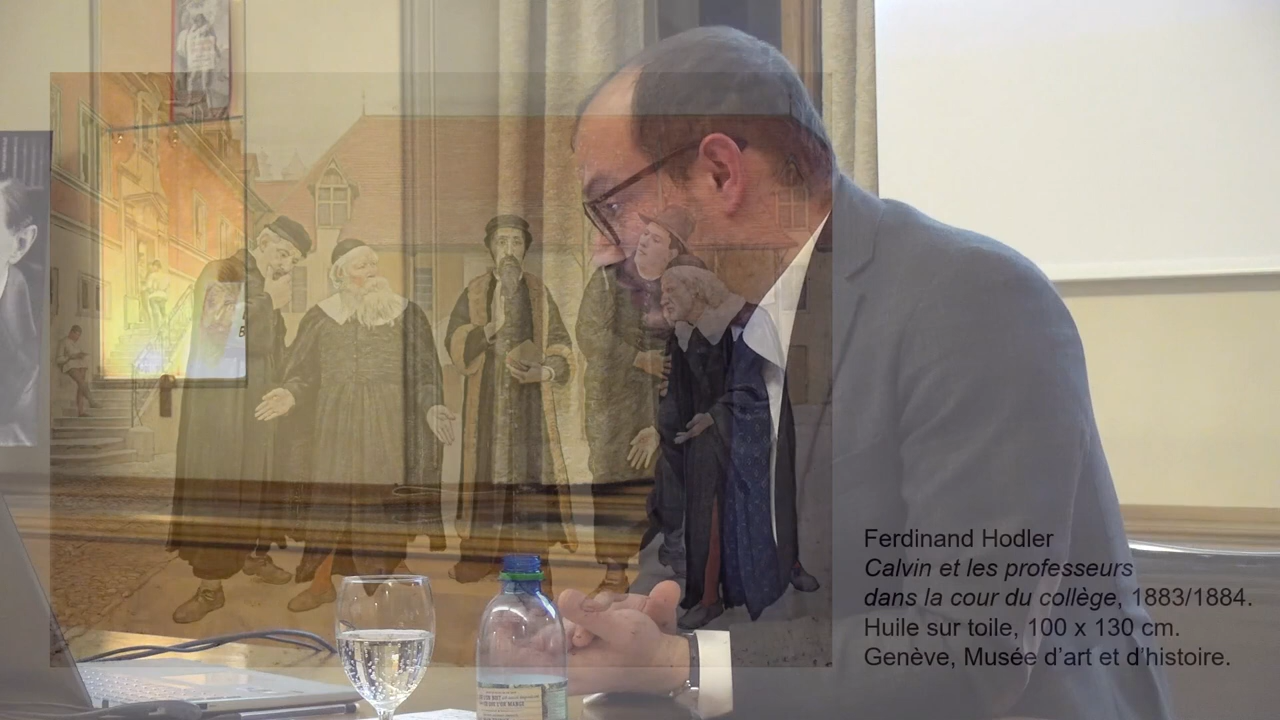 Ferdinand Hodler
Calvin et les professeurs
dans la cour du collège, 1883/1884.
Huile sur toile, 100 x 130 cm.
Genève, Musée d'art et d'histoire.